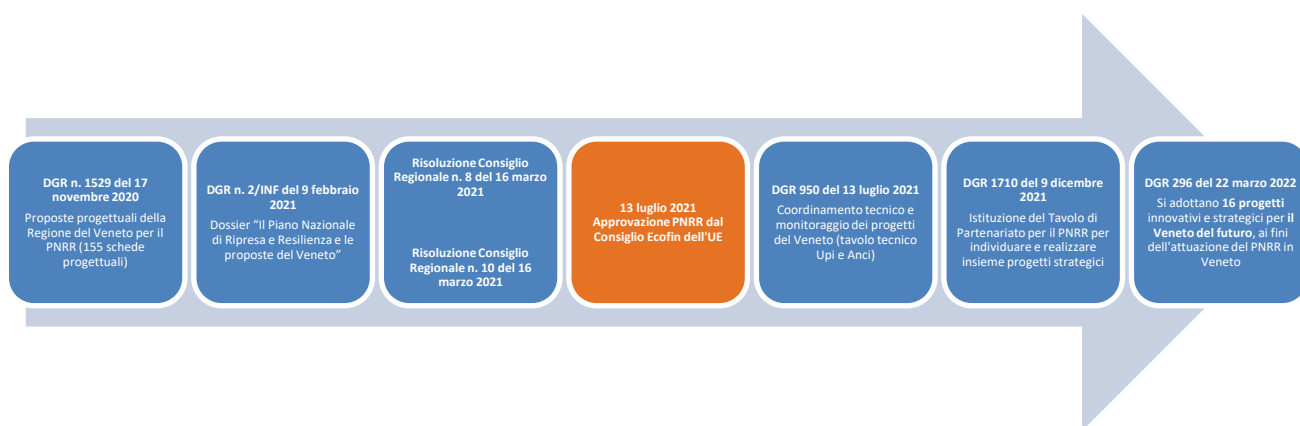 DGR n. 1529 del 17
novembre 2020
Proposte progettuali della
Regione del Veneto per il
PNRR (155 schede
progettuali)
DGR n. 2/INF del 9 febbraio
2021
Dossier “Il Piano Nazionale
di Ripresa e Resilienza e le
proposte del Veneto”
Risoluzione Consiglio
Regionale n. 8 del 16 marzo
2021
Risoluzione Consiglio
Regionale n. 10 del 16
marzo 2021
13 luglio 2021
Approvazione PNRR dal
Consiglio Ecofin dell'UE
DGR 950 del 13 luglio 2021
Coordinamento tecnico e
monitoraggio dei progetti
del Veneto (tavolo tecnico
Upi e Anci)
DGR 1710 del 9 dicembre
2021
Istituzione del Tavolo di
Partenariato per il PNRR per
individuare e realizzare
insieme progetti strategici
DGR 296 del 22 marzo 2022
Si adottano 16 progetti
innovativi e strategici per il
Veneto del futuro, ai fini
dell'attuazione del PNRR in
Veneto